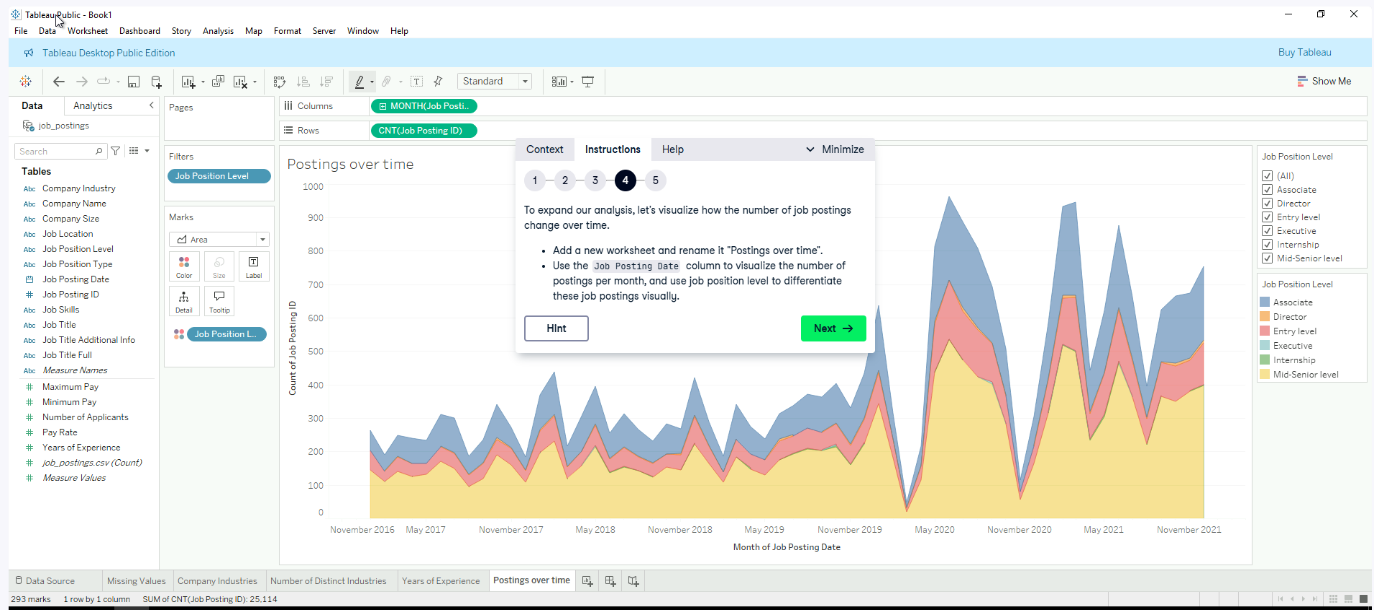 Tableau Public - Book1
File Data Worksheet Dashboard Story Analysis Map Format Server Window Help
Tableau Desktop Public Edition
Buy Tableau
Standard
Show Me
Data Analytics
job_postings
Search
Tables
Abc Company Industry
Abc Company Name
Abc Company Size
Abc Job Location
Abc Job Position Level
Abc Job Position Type
Job Posting Date
# Job Posting ID
Abc Job Skills
Abc Job Title
Abc Job Title Additional Info
Abc Job Title Full
Abc Measure Names
# Maximum Pay
# Minimum Pay
# Number of Applicants
# Pay Rate
# Years of Experience
# job_postings.csv (Count)
# Measure Values
Pages
Filters
Job Position Level
Marks
Area
Color Size Label
Detail Tooltip
Job Position L..
Columns
MONTH(Job Posti..
Rows
CNT(Job Posting ID)
Postings over time
Context Instructions Help Minimize
1 2 3 4 5
To expand our analysis, let's visualize how the number of job postings
change over time.
• Add a new worksheet and rename it "Postings over time".
• Use the Job Posting Date column to visualize the number of
postings per month, and use job position level to differentiate
these job postings visually.
HInt
Next →
Count of Job Posting ID
1000
900
800
700
600
500
400
300
200
100
0
November 2016 May 2017 November 2017 May 2018 November 2018 May 2019 November 2019 May 2020 November 2020 May 2021 November 2021
Month of Job Posting Date
Job Position Level
(All)
Associate
Director
Entry level
Executive
Internship
Mid-Senior level
Job Position Level
Associate
Director
Entry level
Executive
Internship
Mid-Senior level
Data Source Missing Values Company Industries Number of Distinct Industries Years of Experience Postings over time
293 marks 1 row by 1 column SUM of CNT(Job Posting ID): 25,114